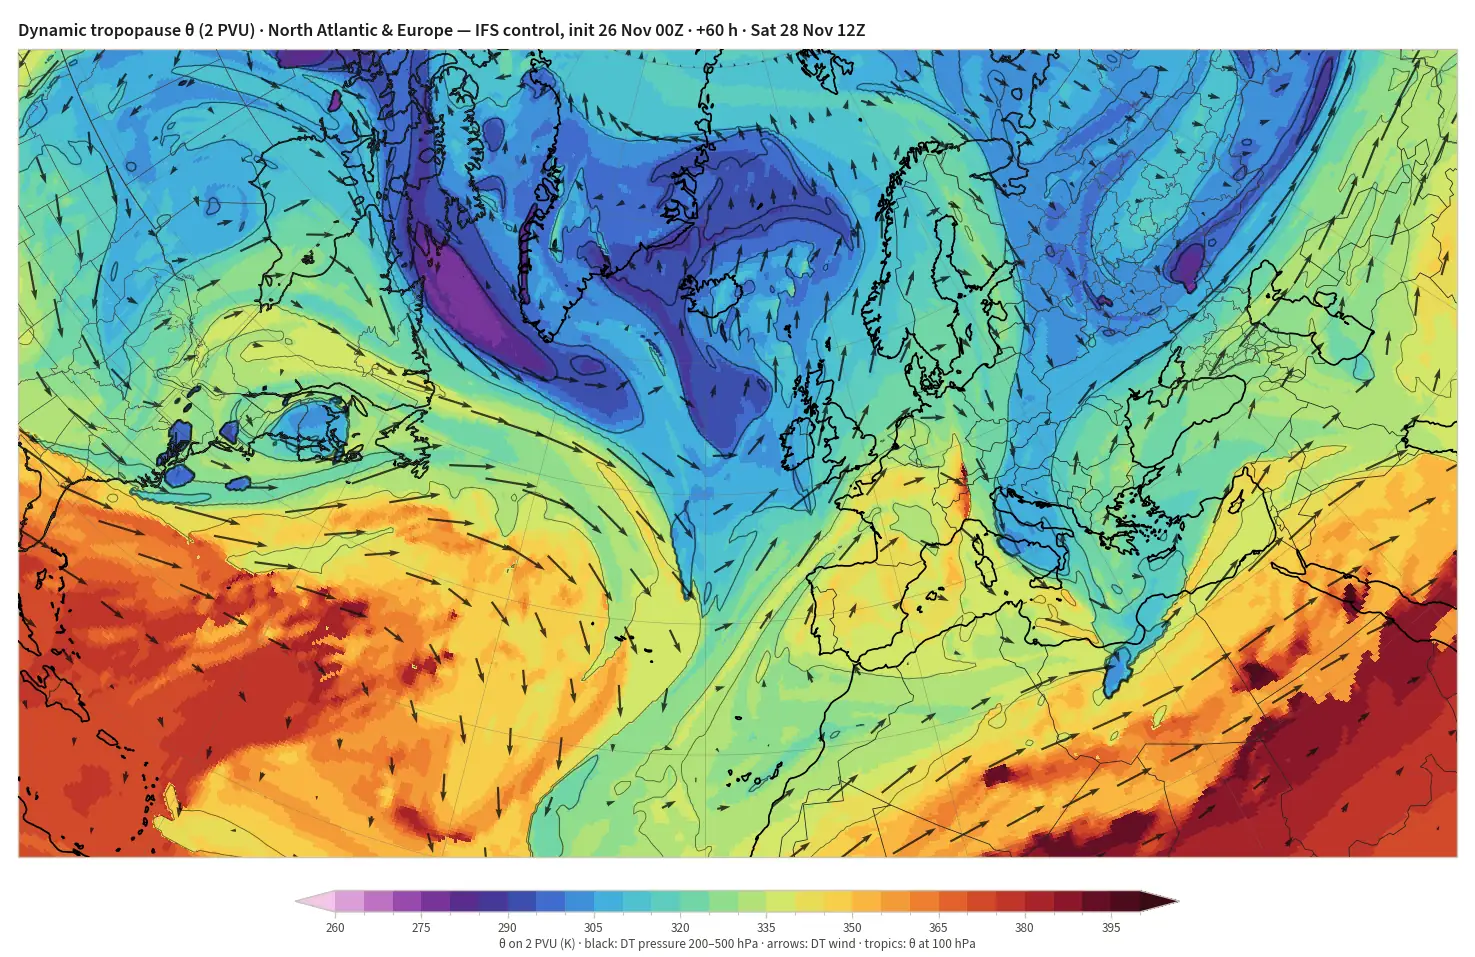 Dynamic tropopause θ (2 PVU) · North Atlantic & Europe — IFS control, init 26 Nov 00Z · +60 h · Sat 28 Nov 12Z
260 275 290 305 320 335 350 365 380 395
θ on 2 PVU (K) · black: DT pressure 200–500 hPa · arrows: DT wind · tropics: θ at 100 hPa